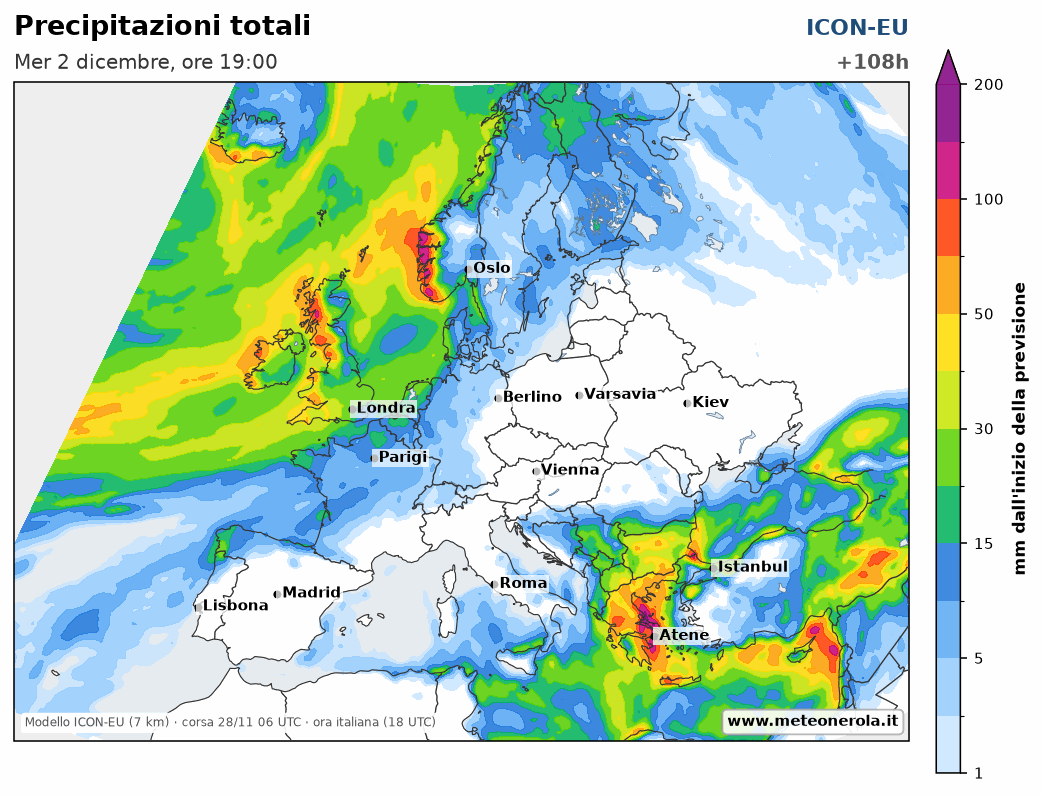 Precipitazioni totali
ICON-EU
Mer 2 dicembre, ore 19:00
+108h
200
100
50
30
15
5
1
mm dall'inizio della previsione
Oslo
Berlino
Varsavia
Kiev
Londra
Parigi
Vienna
Istanbul
Roma
Madrid
Lisbona
Atene
Modello ICON-EU (7 km) · corsa 28/11 06 UTC · ora italiana (18 UTC)
www.meteonerola.it